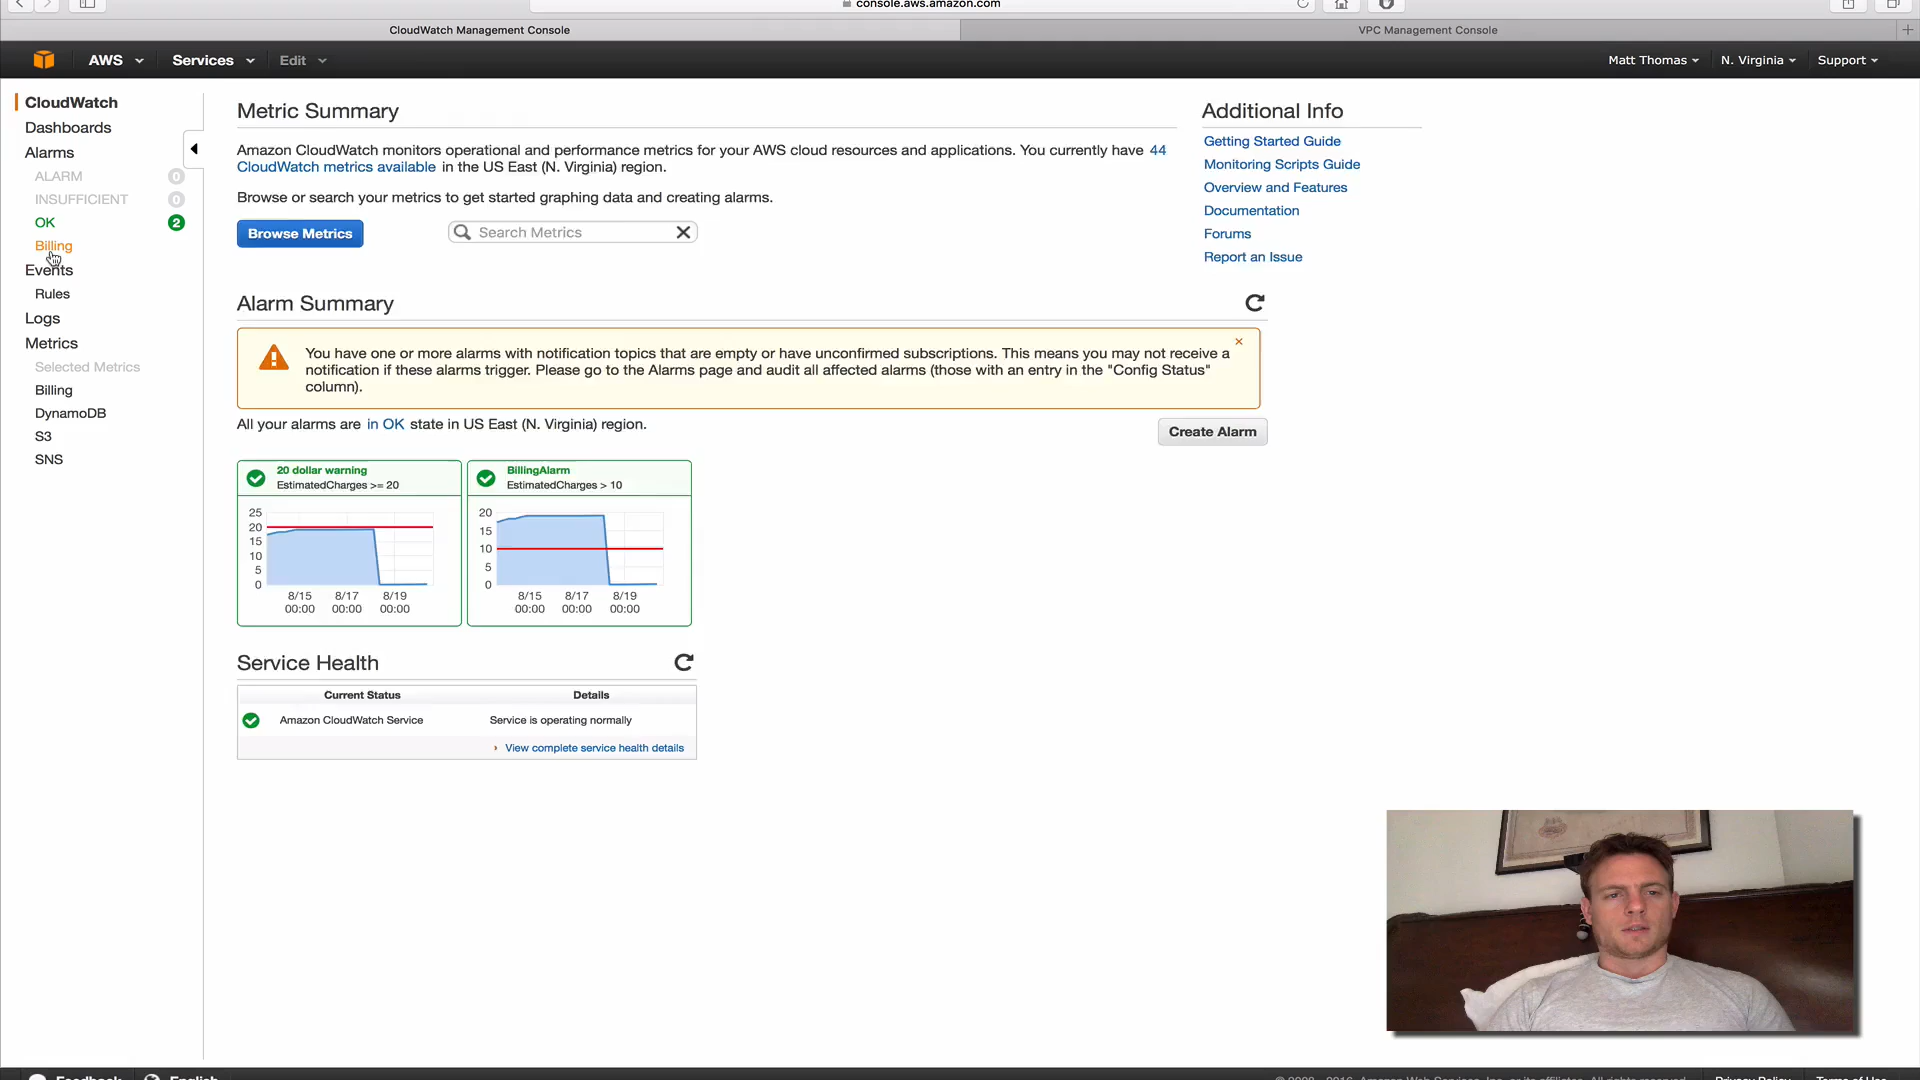 console.aws.amazon.com
CloudWatch Management Console
VPC Management Console
AWS
Services
Edit
Matt Thomas
N. Virginia
Support
CloudWatch
Dashboards
Alarms
ALARM 0
INSUFFICIENT 0
OK 2
Billing
Events
Rules
Logs
Metrics
Selected Metrics
Billing
DynamoDB
S3
SNS
Metric Summary
Amazon CloudWatch monitors operational and performance metrics for your AWS cloud resources and applications. You currently have 44
CloudWatch metrics available in the US East (N. Virginia) region.
Browse or search your metrics to get started graphing data and creating alarms.
Browse Metrics
Search Metrics
Additional Info
Getting Started Guide
Monitoring Scripts Guide
Overview and Features
Documentation
Forums
Report an Issue
Alarm Summary
You have one or more alarms with notification topics that are empty or have unconfirmed subscriptions. This means you may not receive a
notification if these alarms trigger. Please go to the Alarms page and audit all affected alarms (those with an entry in the "Config Status"
column).
All your alarms are in OK state in US East (N. Virginia) region.
Create Alarm
20 dollar warning
EstimatedCharges >= 20
25
20
15
10
5
0
8/15 8/17 8/19
00:00 00:00 00:00
BillingAlarm
EstimatedCharges > 10
20
15
10
5
0
8/15 8/17 8/19
00:00 00:00 00:00
Service Health
Current Status Details
Amazon CloudWatch Service Service is operating normally
View complete service health details
Feedback
English